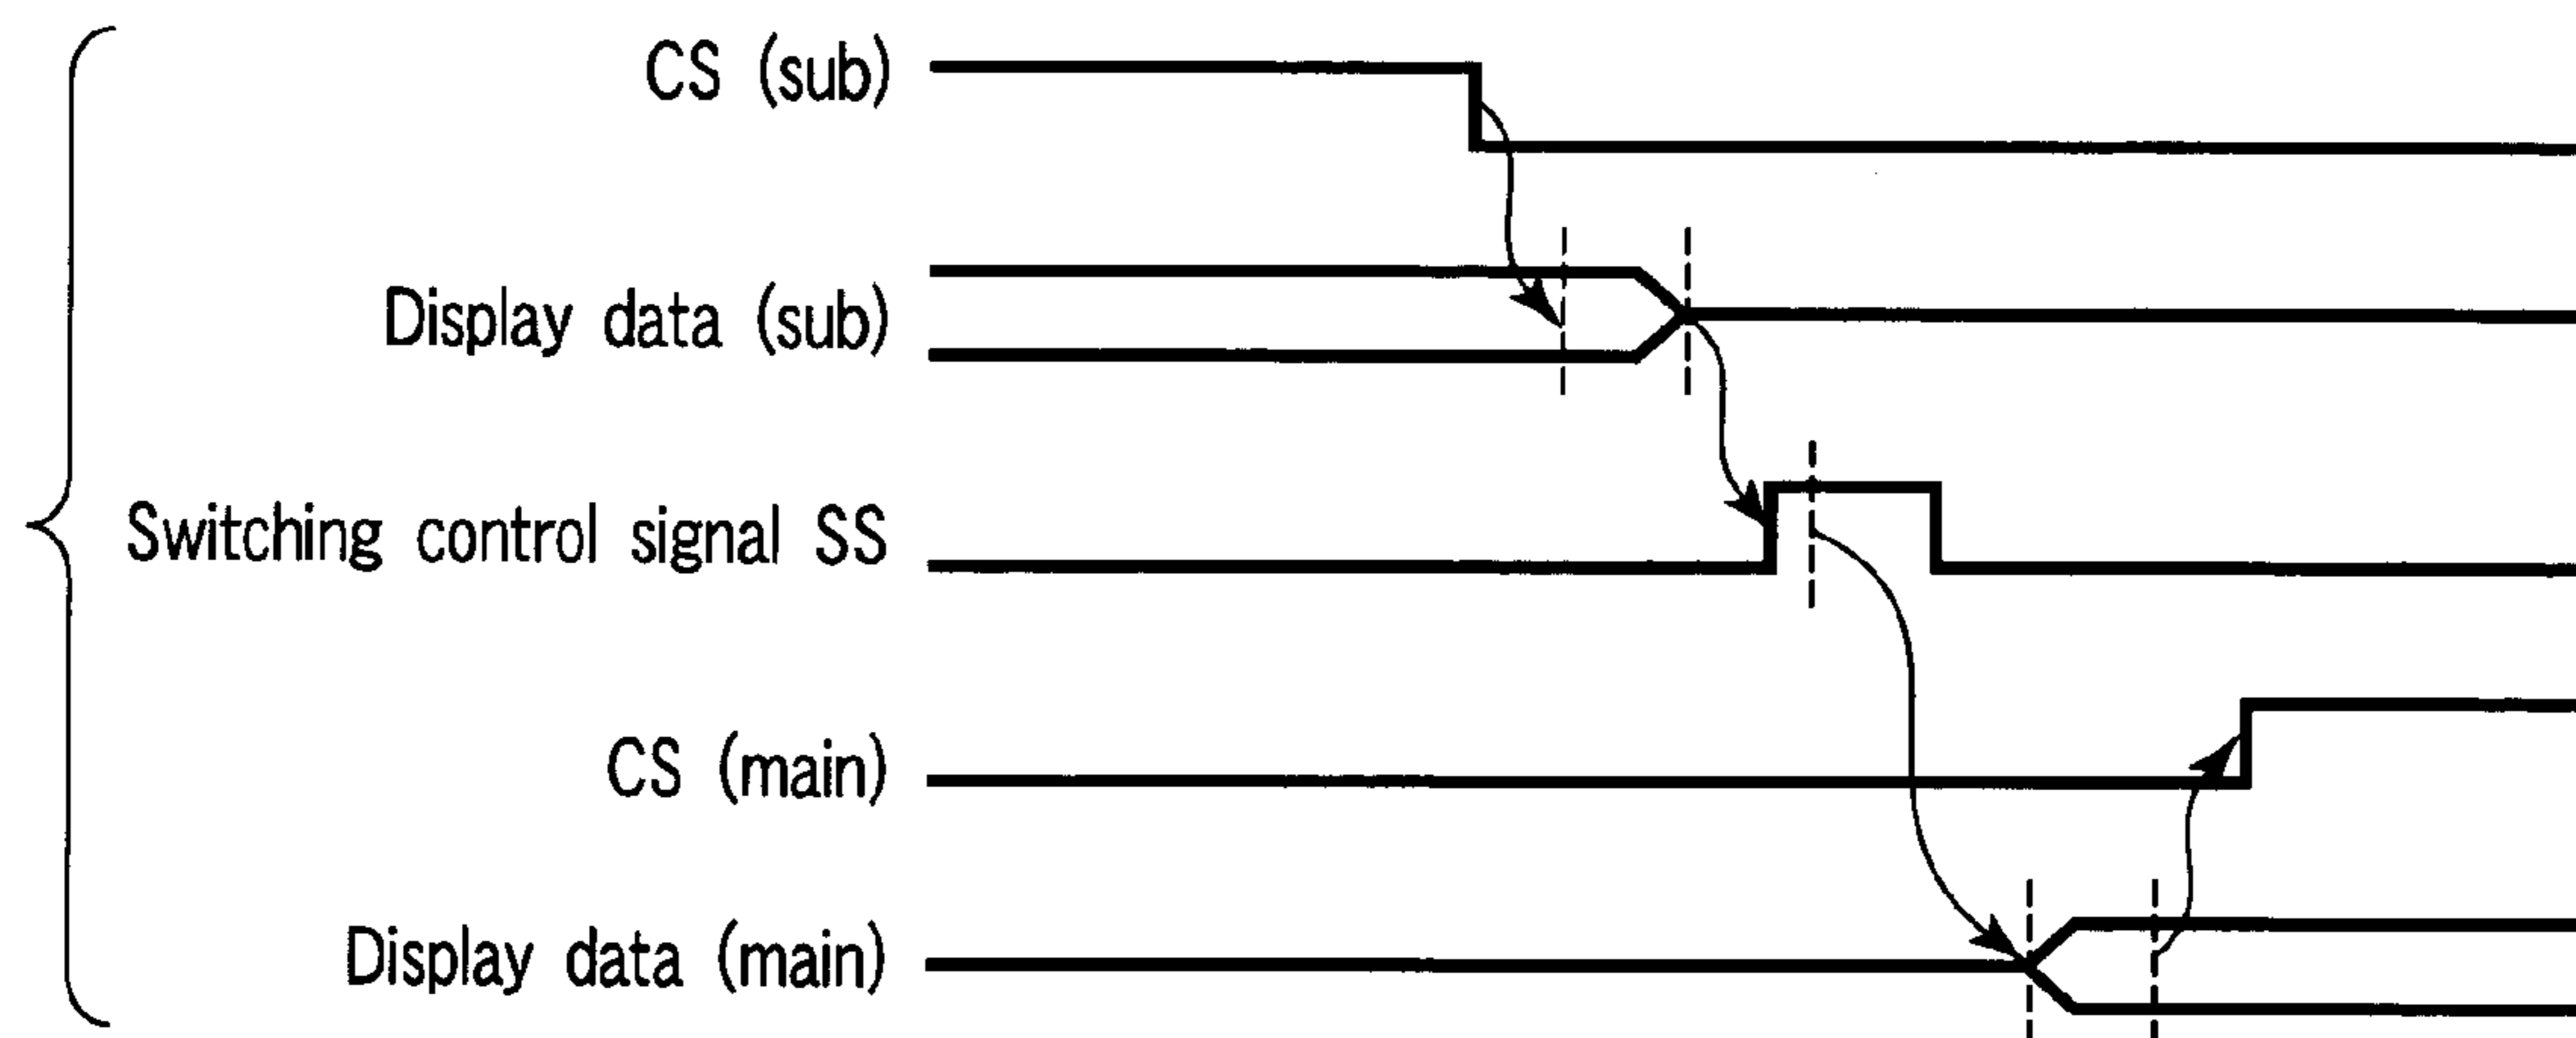 CS (sub)
Display data (sub)
Switching control signal SS
CS (main)
Display data (main)